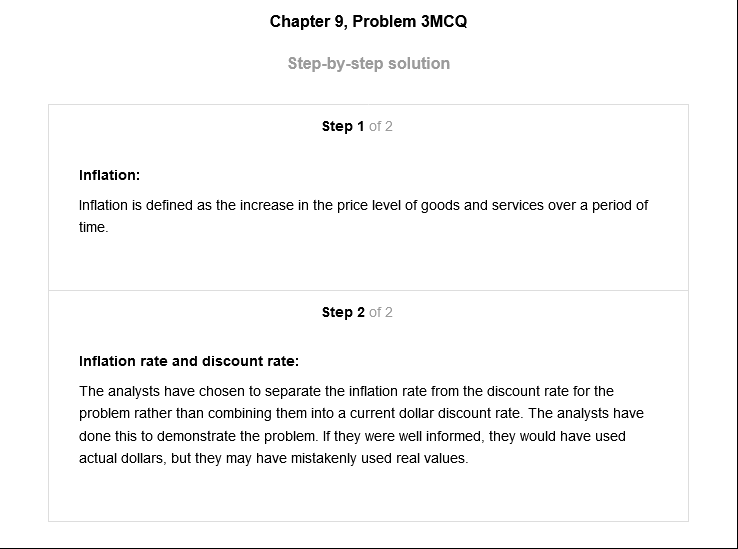 Chapter 9, Problem 3MCQ
Step-by-step solution
Step 1 of 2
Inflation:
Inflation is defined as the increase in the price level of goods and services over a period of
time.
Step 2 of 2
Inflation rate and discount rate:
The analysts have chosen to separate the inflation rate from the discount rate for the
problem rather than combining them into a current dollar discount rate. The analysts have
done this to demonstrate the problem. If they were well informed, they would have used
actual dollars, but they may have mistakenly used real values.